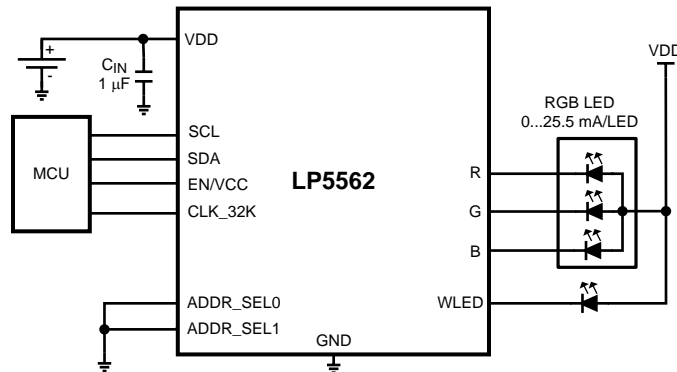 VDD
+
-
CIN
1 μF
VDD
RGB LED
0...25.5 mA/LED
MCU
SCL
SDA
EN/VCC
CLK_32K
LP5562
R
G
B
WLED
ADDR_SEL0
ADDR_SEL1
GND